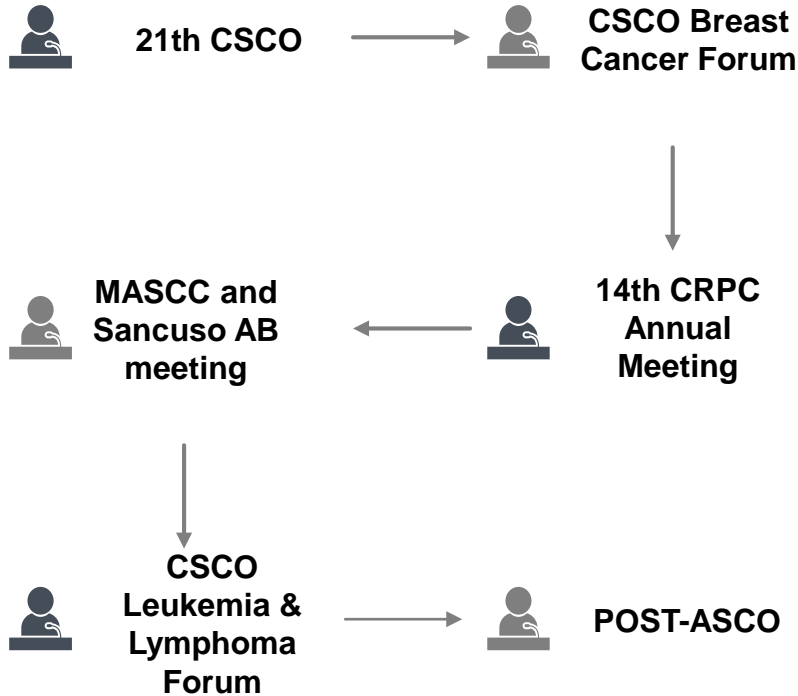 21th CSCO
CSCO Breast
Cancer Forum
14th CRPC
Annual
Meeting
MASCC and
Sancuso AB
meeting
CSCO
Leukemia &
Lymphoma
Forum
POST-ASCO